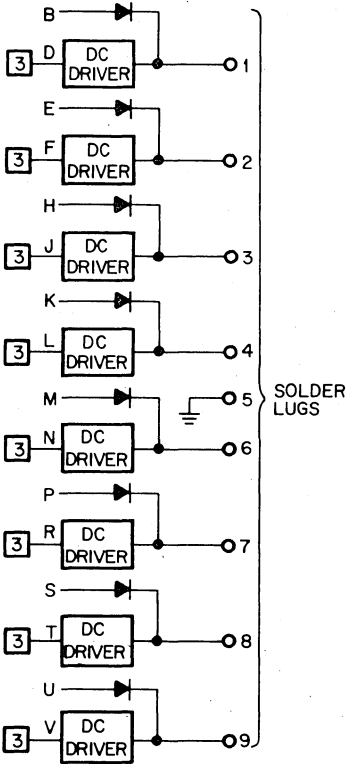 B
3 D DC DRIVER 1
E
3 F DC DRIVER 2
H
3 J DC DRIVER 3
K
3 L DC DRIVER 4
M 5 SOLDER LUGS
3 N DC DRIVER 6
P
3 R DC DRIVER 7
S
3 T DC DRIVER 8
U
3 V DC DRIVER 9